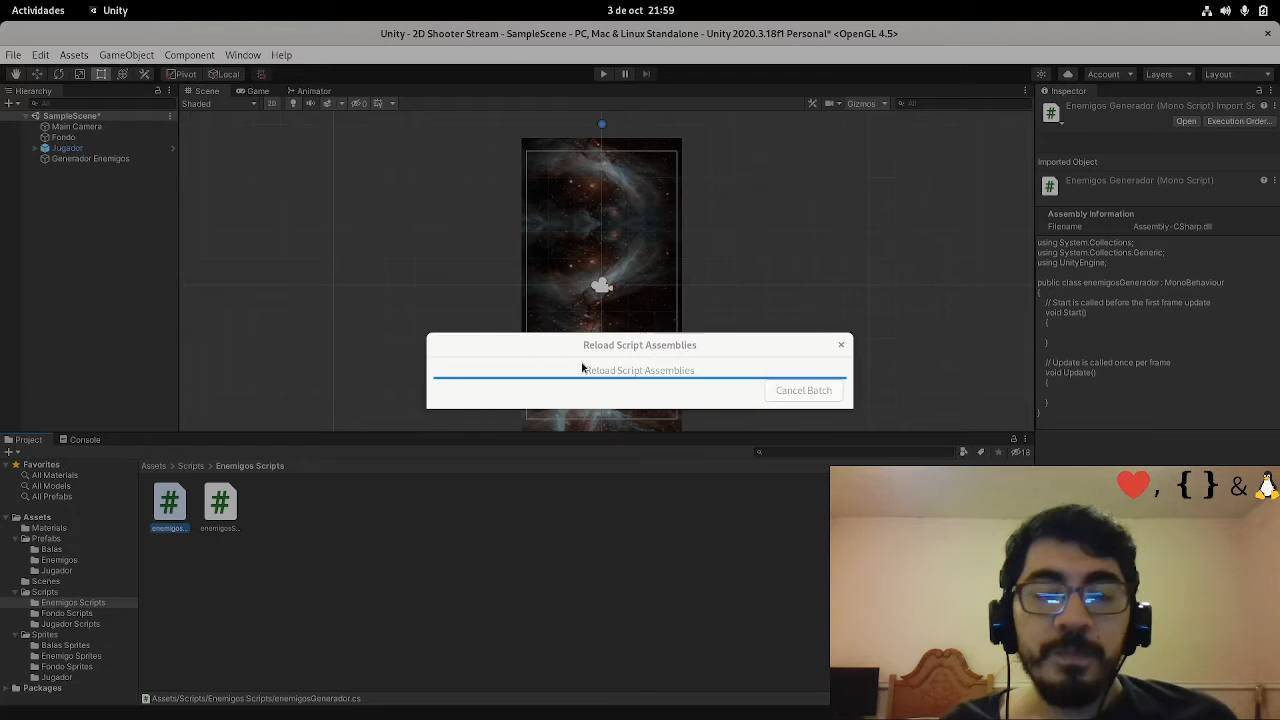 Actividades
Unity
3 de oct 21:59
Unity - 2D Shooter Stream - SampleScene - PC, Mac & Linux Standalone - Unity 2020.3.18f1 Personal* <OpenGL 4.5>
File Edit Assets GameObject Component Window Help
Pivot Local
Account Layers Layout
Hierarchy
All
SampleScene*
Main Camera
Fondo
Jugador
Generador Enemigos
Scene Game Animator
Shaded 2D 0 Gizmos All
Inspector
Enemigos Generador (Mono Script) Import Se
Open Execution Order...
Imported Object
Enemigos Generador (Mono Script)
Assembly Information
Filename Assembly-CSharp.dll
using System.Collections;
using System.Collections.Generic;
using UnityEngine;
public class enemigosGenerador : MonoBehaviour
{
// Start is called before the first frame update
void Start()
{
}
// Update is called once per frame
void Update()
{
}
}
Reload Script Assemblies
Reload Script Assemblies
Cancel Batch
Project Console
18
Favorites
All Materials
All Models
All Prefabs
Assets
Materials
Prefabs
Balas
Enemigos
Jugador
Scenes
Scripts
Enemigos Scripts
Fondo Scripts
Jugador Scripts
Sprites
Balas Sprites
Enemigo Sprites
Fondo Sprites
Jugador
Packages
Assets Scripts Enemigos Scripts
enemigos...
enemigosS...
Assets/Scripts/Enemigos Scripts/enemigosGenerador.cs
, { } &